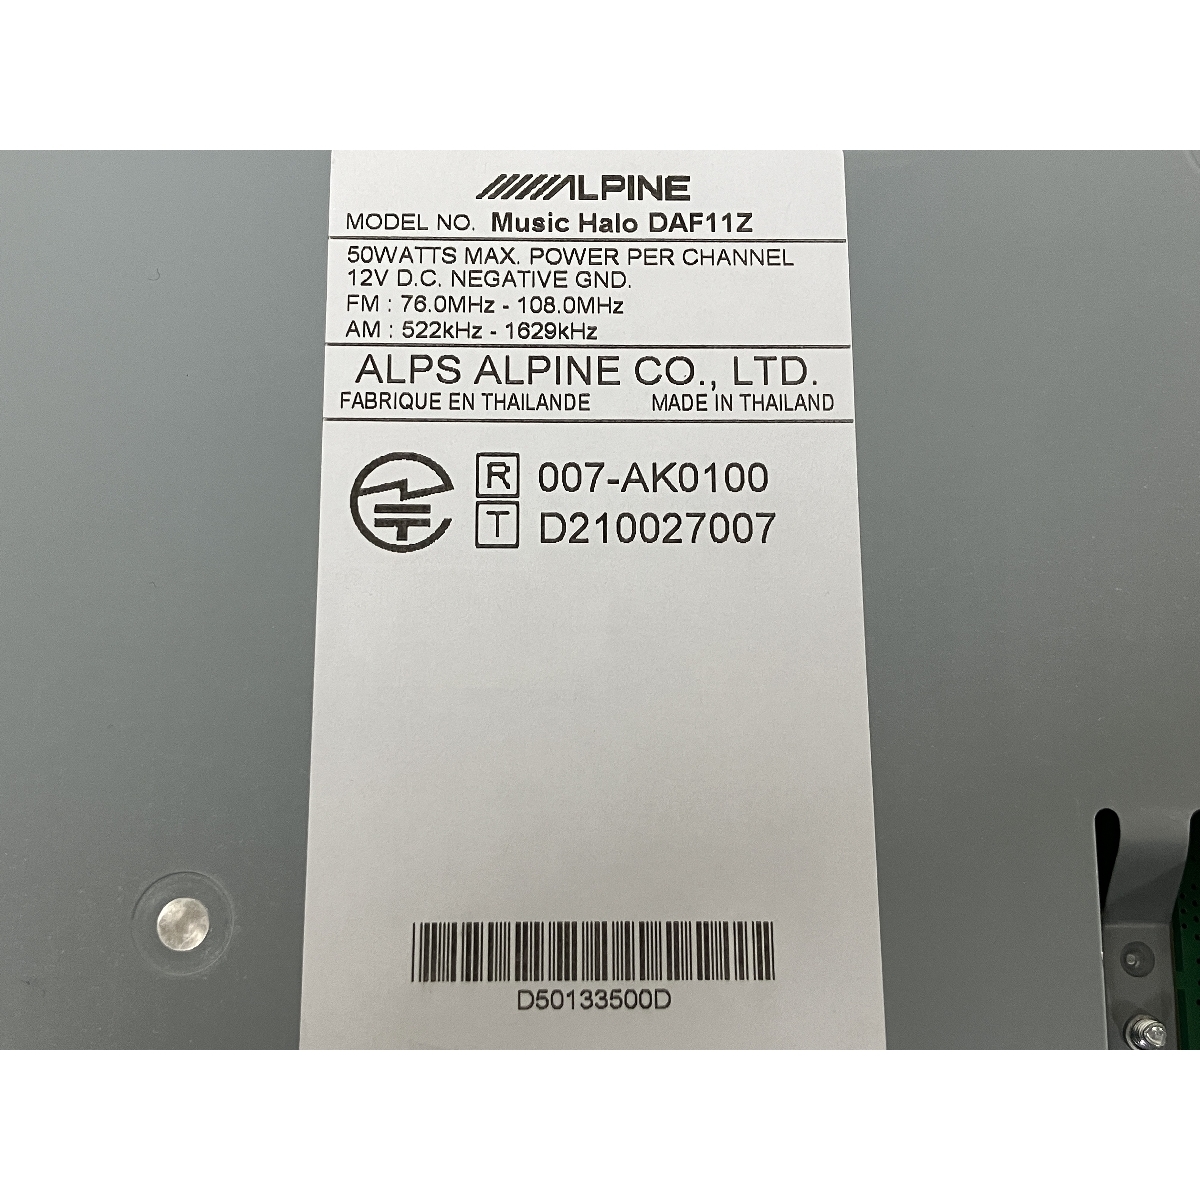 ALPINE
MODEL NO. Music Halo DAF11Z
50WATTS MAX. POWER PER CHANNEL
12V D.C. NEGATIVE GND.
FM : 76.0MHz - 108.0MHz
AM : 522kHz - 1629kHz
ALPS ALPINE CO., LTD.
FABRIQUE EN THAILANDE MADE IN THAILAND
R 007-AK0100
T D210027007
D50133500D